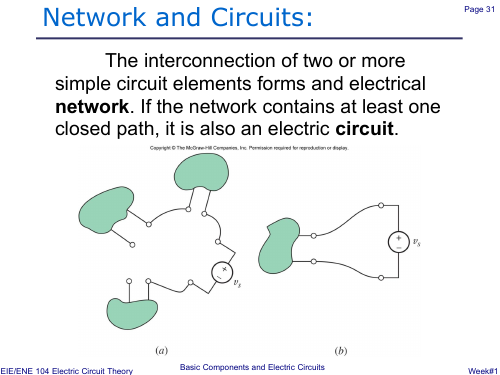 Network and Circuits:
Page 31
The interconnection of two or more
simple circuit elements forms and electrical
network. If the network contains at least one
closed path, it is also an electric circuit.
Copyright © The McGraw-Hill Companies, Inc. Permission required for reproduction or display.
+
−
vs
+
−
vs
(a)
(b)
EIE/ENE 104 Electric Circuit Theory
Basic Components and Electric Circuits
Week#1